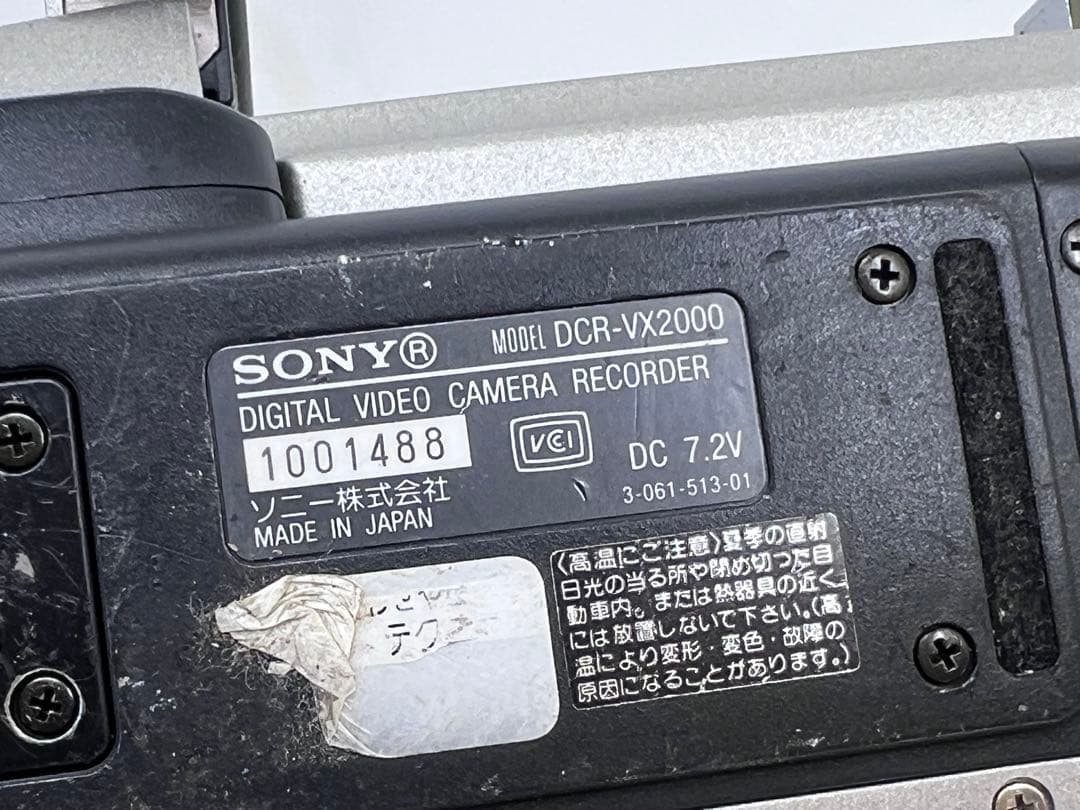 SONY® MODEL DCR-VX2000
DIGITAL VIDEO CAMERA RECORDER
1001488
VCI
DC 7.2V
ソニー株式会社
3-061-513-01
MADE IN JAPAN
〈高温にご注意〉夏季の直射
日光の当る所や閉め切った自
動車内。または熱器具の近く
には放置しないで下さい。(高
温により変形・変色・故障の
原因になることがあります。)
テク